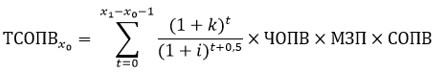 ТСОПВ_{x_0} = \sum_{t=0}^{x_1-x_0-1} \frac{(1+k)^t}{(1+i)^{t+0,5}} × ЧОПВ × МЗП × СОПВ